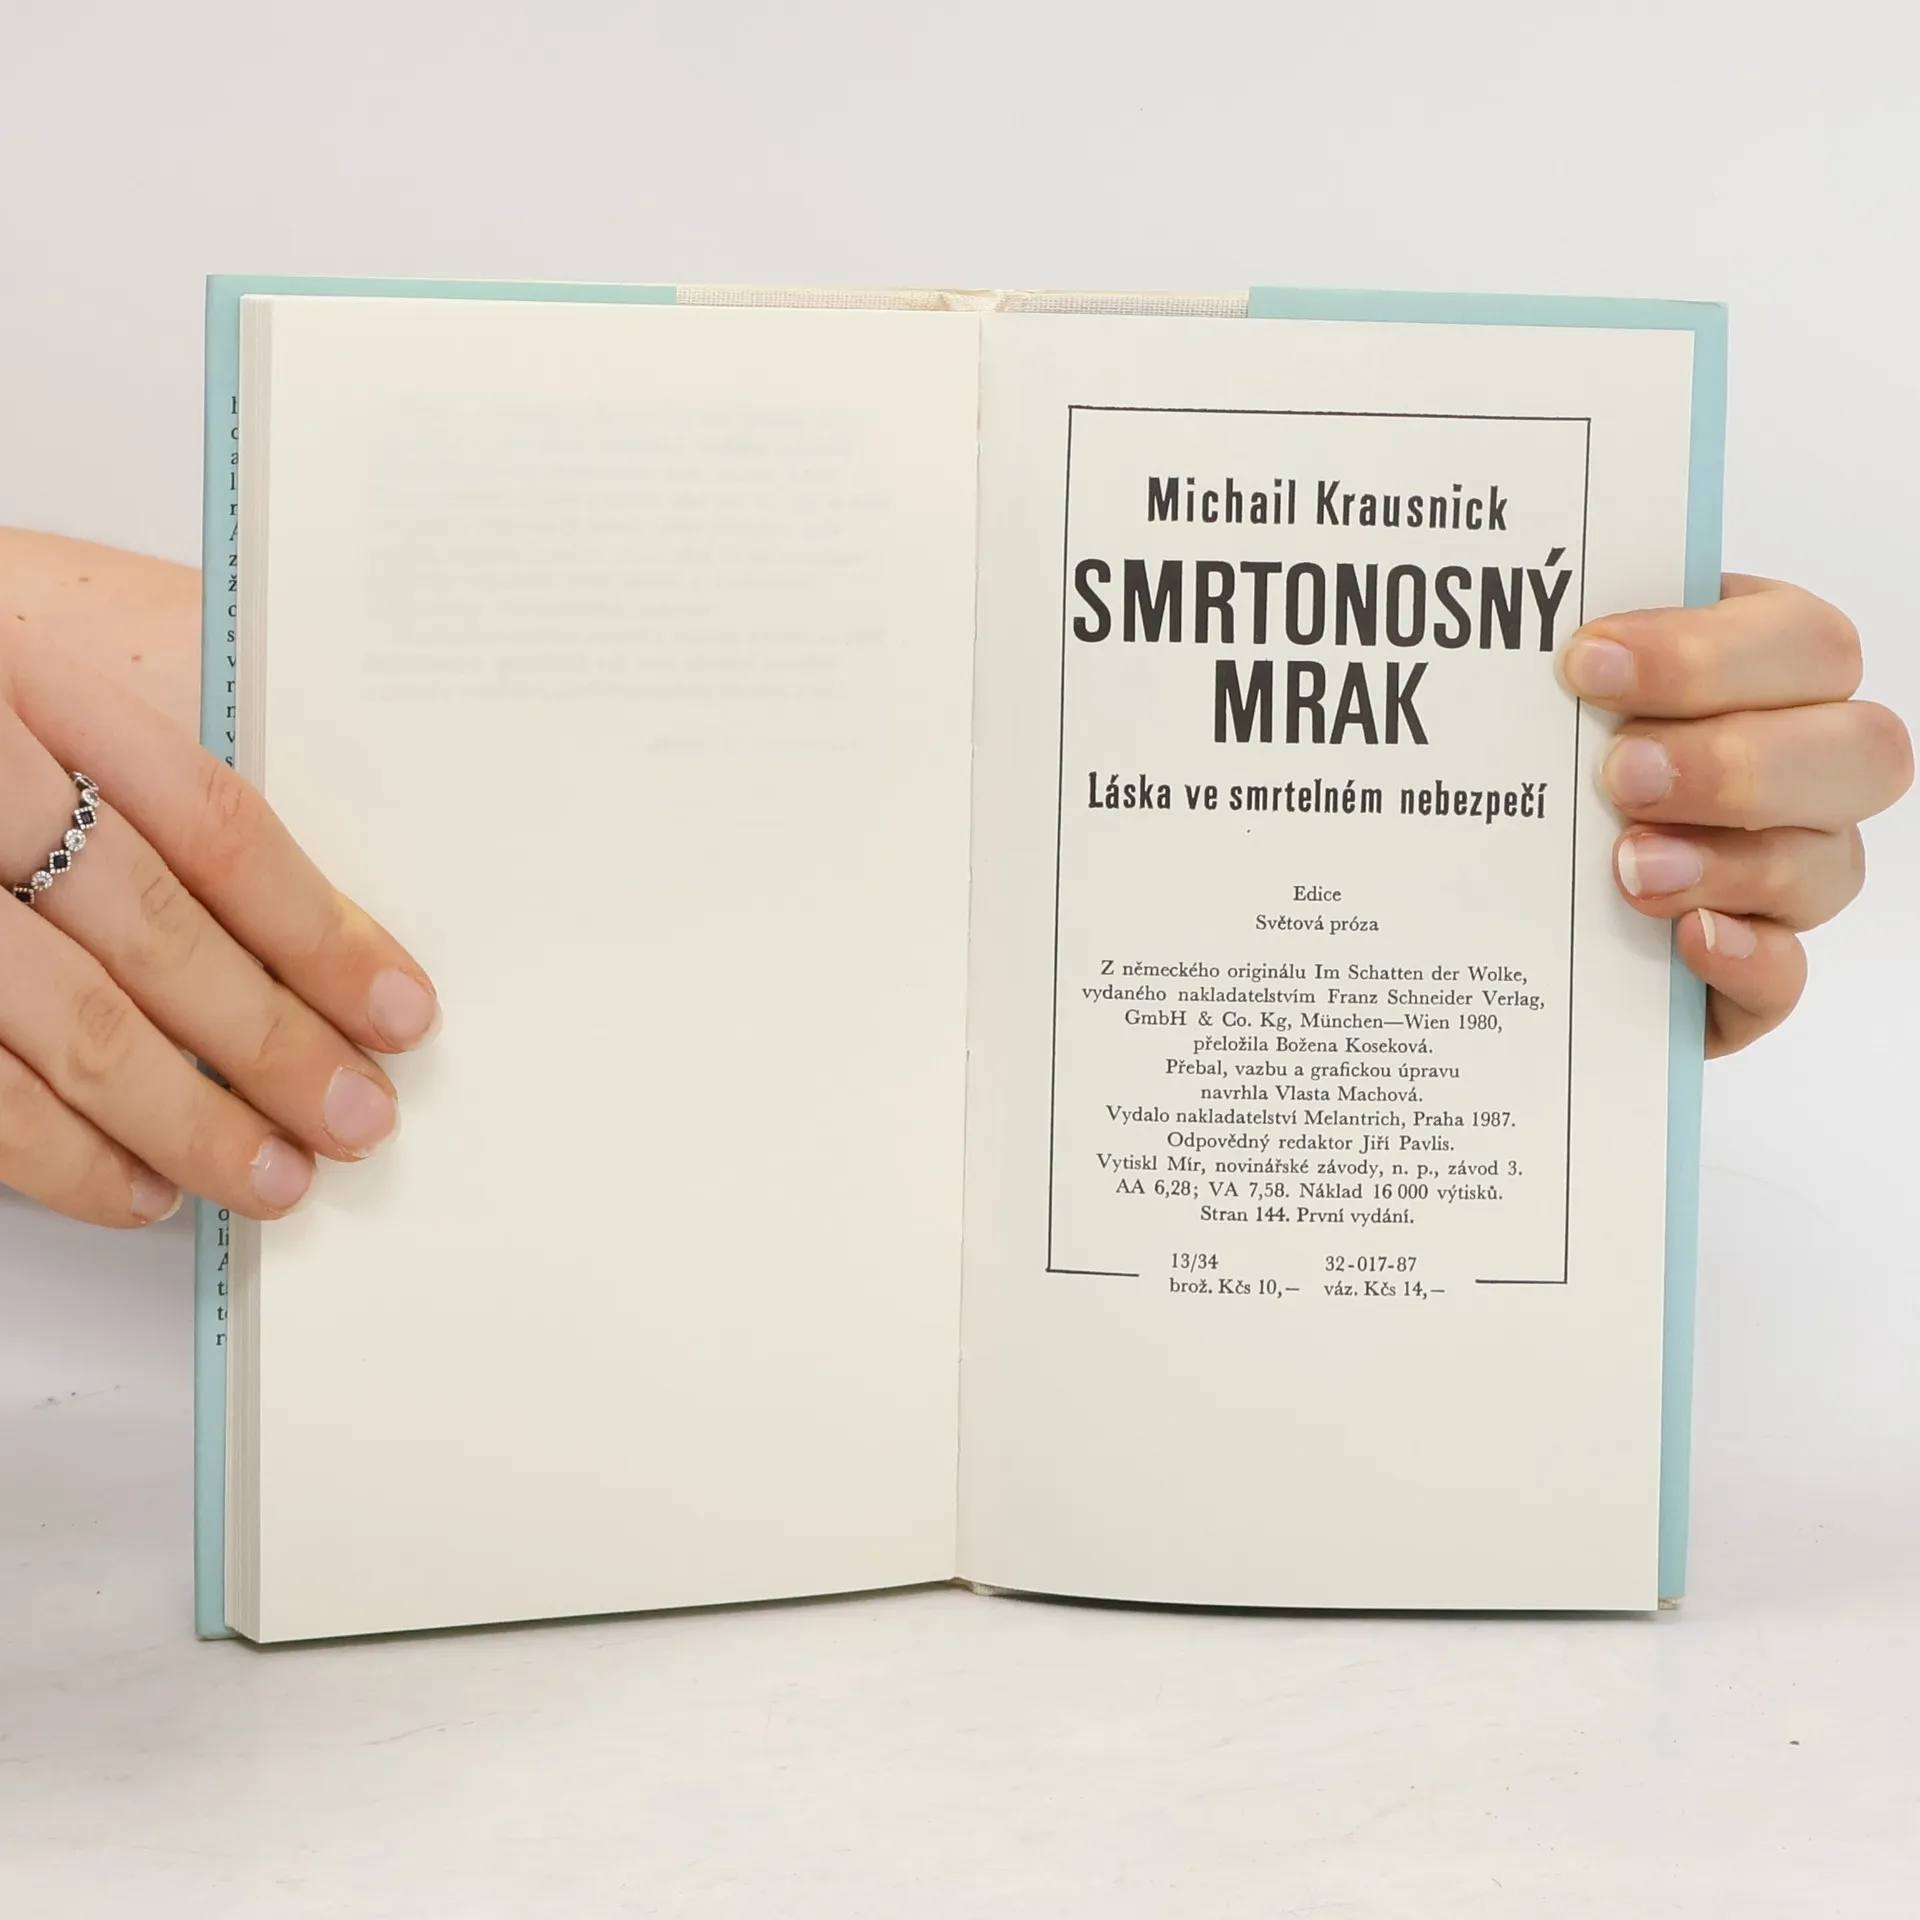 Michail Krausnick
SMRTONOSNÝ
MRAK
Láska ve smrtelném nebezpečí
Edice
Světová próza
Z německého originálu Im Schatten der Wolke,
vydaného nakladatelstvím Franz Schneider Verlag,
GmbH & Co. Kg, München—Wien 1980,
přeložila Božena Koseková.
Přebal, vazbu a grafickou úpravu
navrhla Vlasta Machová.
Vydalo nakladatelství Melantrich, Praha 1987.
Odpovědný redaktor Jiří Pavlis.
Vytiskl Mír, novinářské závody, n. p., závod 3.
AA 6,28; VA 7,58. Náklad 16 000 výtisků.
Stran 144. První vydání.
13/34 32-017-87
brož. Kčs 10,— váz. Kčs 14,—